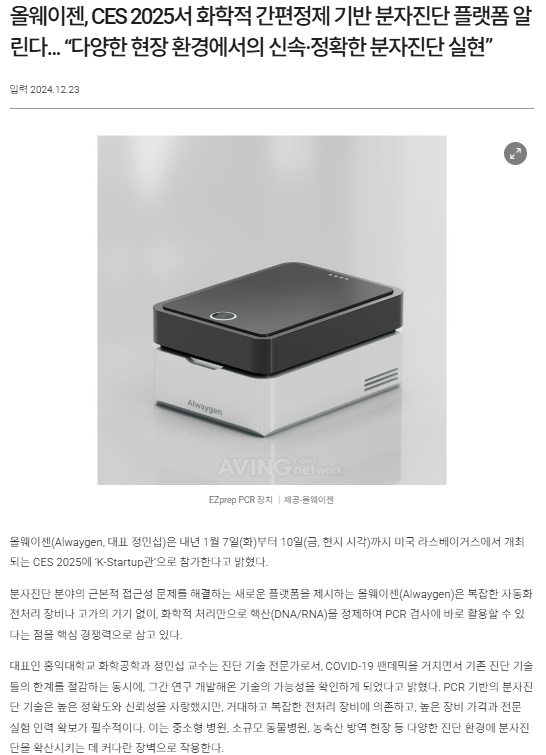 올웨이젠, CES 2025서 화학적 간편정제 기반 분자진단 플랫폼 알
린다… “다양한 현장 환경에서의 신속·정확한 분자진단 실현”
입력 2024.12.23
Alwaygen
AVING news network
EZprep PCR 장치 | 제공-올웨이젠
올웨이젠(Alwaygen, 대표 정민섭)은 내년 1월 7일(화)부터 10일(금, 현지 시각)까지 미국 라스베이거스에서 개최
되는 CES 2025에 ‘K-Startup관’으로 참가한다고 밝혔다.
분자진단 분야의 근본적 접근성 문제를 해결하는 새로운 플랫폼을 제시하는 올웨이젠(Alwaygen)은 복잡한 자동화
전처리 장비나 고가의 기기 없이, 화학적 처리만으로 핵산(DNA/RNA)을 정제하여 PCR 검사에 바로 활용할 수 있
다는 점을 핵심 경쟁력으로 삼고 있다.
대표인 홍익대학교 화학공학과 정민섭 교수는 진단 기술 전문가로서, COVID-19 팬데믹을 거치면서 기존 진단 기술
들의 한계를 절감하는 동시에, 그간 연구 개발해온 기술의 가능성을 확인하게 되었다고 밝혔다. PCR 기반의 분자진
단 기술은 높은 정확도와 신뢰성을 자랑했지만, 거대하고 복잡한 전처리 장비에 의존하고, 높은 장비 가격과 전문
실험 인력 확보가 필수적이다. 이는 중소형 병원, 소규모 동물병원, 농축산 방역 현장 등 다양한 진단 환경에 분자진
단을 확산시키는 데 커다란 장벽으로 작용한다.